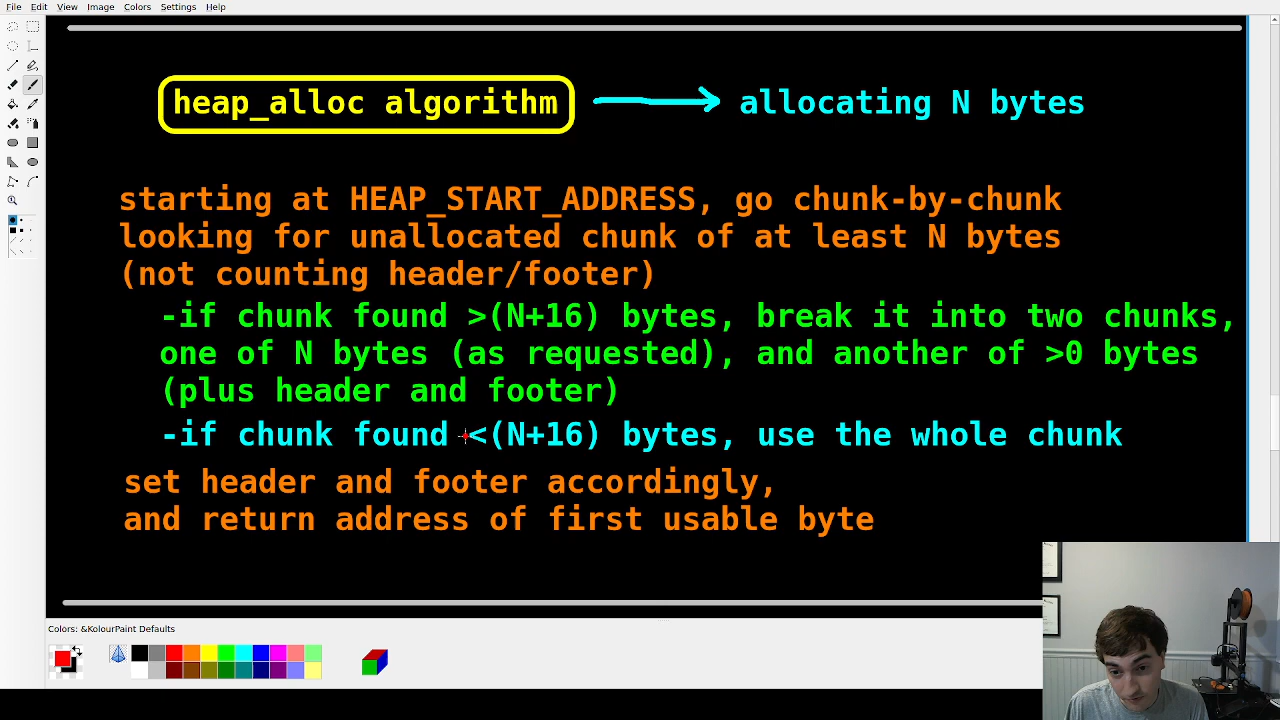 File Edit View Image Colors Settings Help
heap_alloc algorithm allocating N bytes
starting at HEAP_START_ADDRESS, go chunk-by-chunk
looking for unallocated chunk of at least N bytes
(not counting header/footer)
-if chunk found >(N+16) bytes, break it into two chunks,
one of N bytes (as requested), and another of >0 bytes
(plus header and footer)
-if chunk found <(N+16) bytes, use the whole chunk
set header and footer accordingly,
and return address of first usable byte
Colors: &KolourPaint Defaults